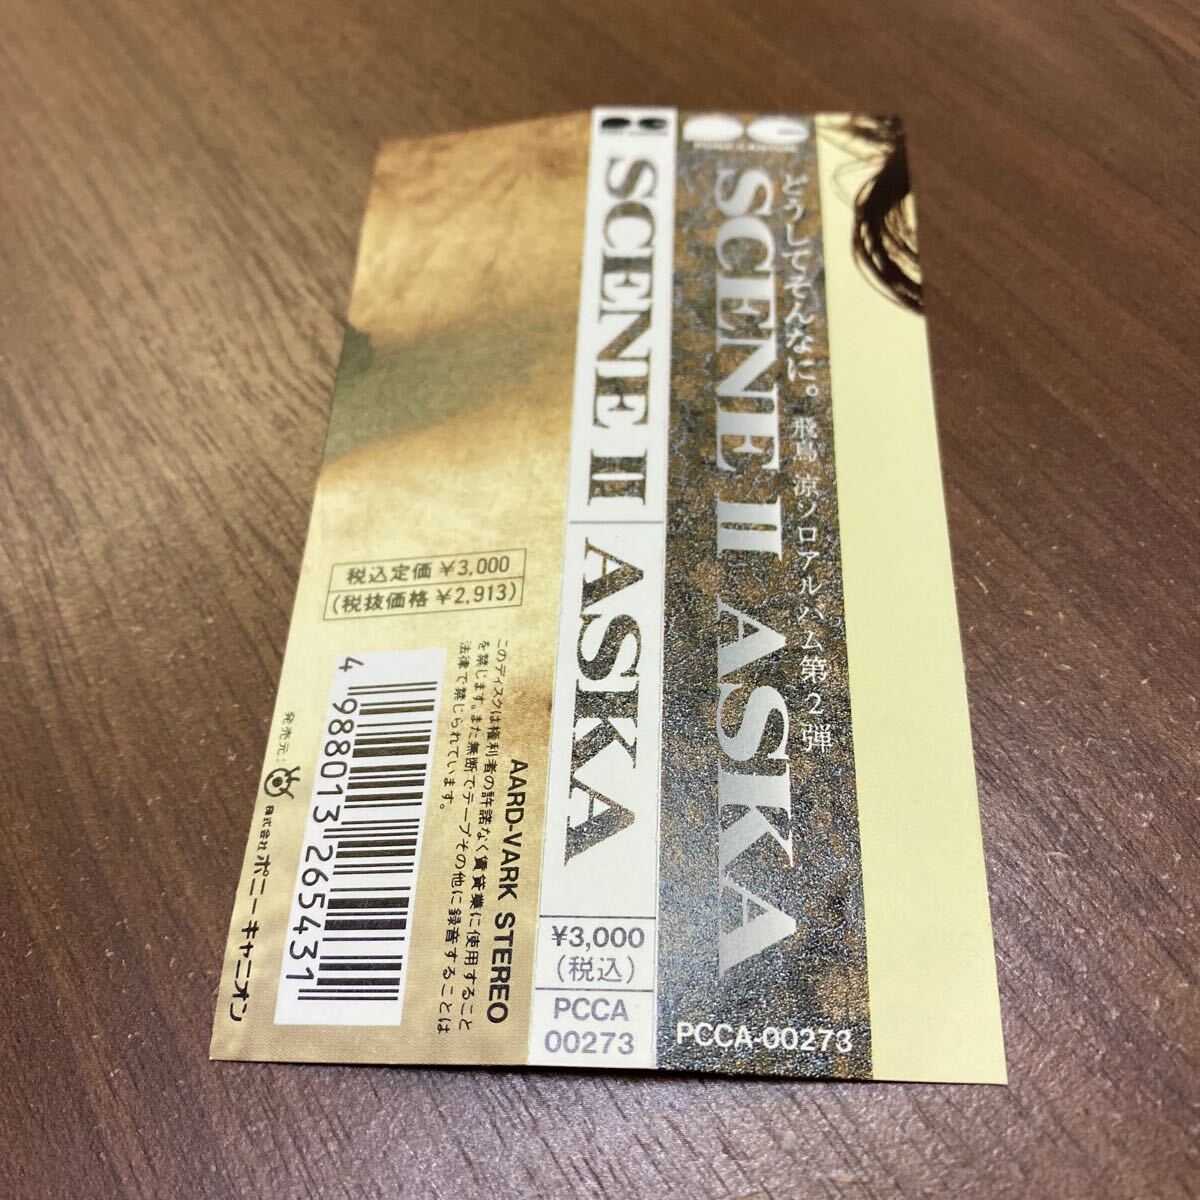 どうしてそんなに。 飛鳥 涼ソロアルバム第2弾
SCENE II ASKA
PCCA-00273
SCENE II ASKA
¥3,000
(税込)
PCCA
00273
税込定価 ¥3,000
(税抜価格 ¥2,913)
AARD-VARK STEREO
このディスクは権利者の許諾なく賃貸業に使用すること
を禁じます。また無断でテープその他に録音することは
法律で禁じられています。
4 988013 265431
発売元: 株式会社 ポニーキャニオン